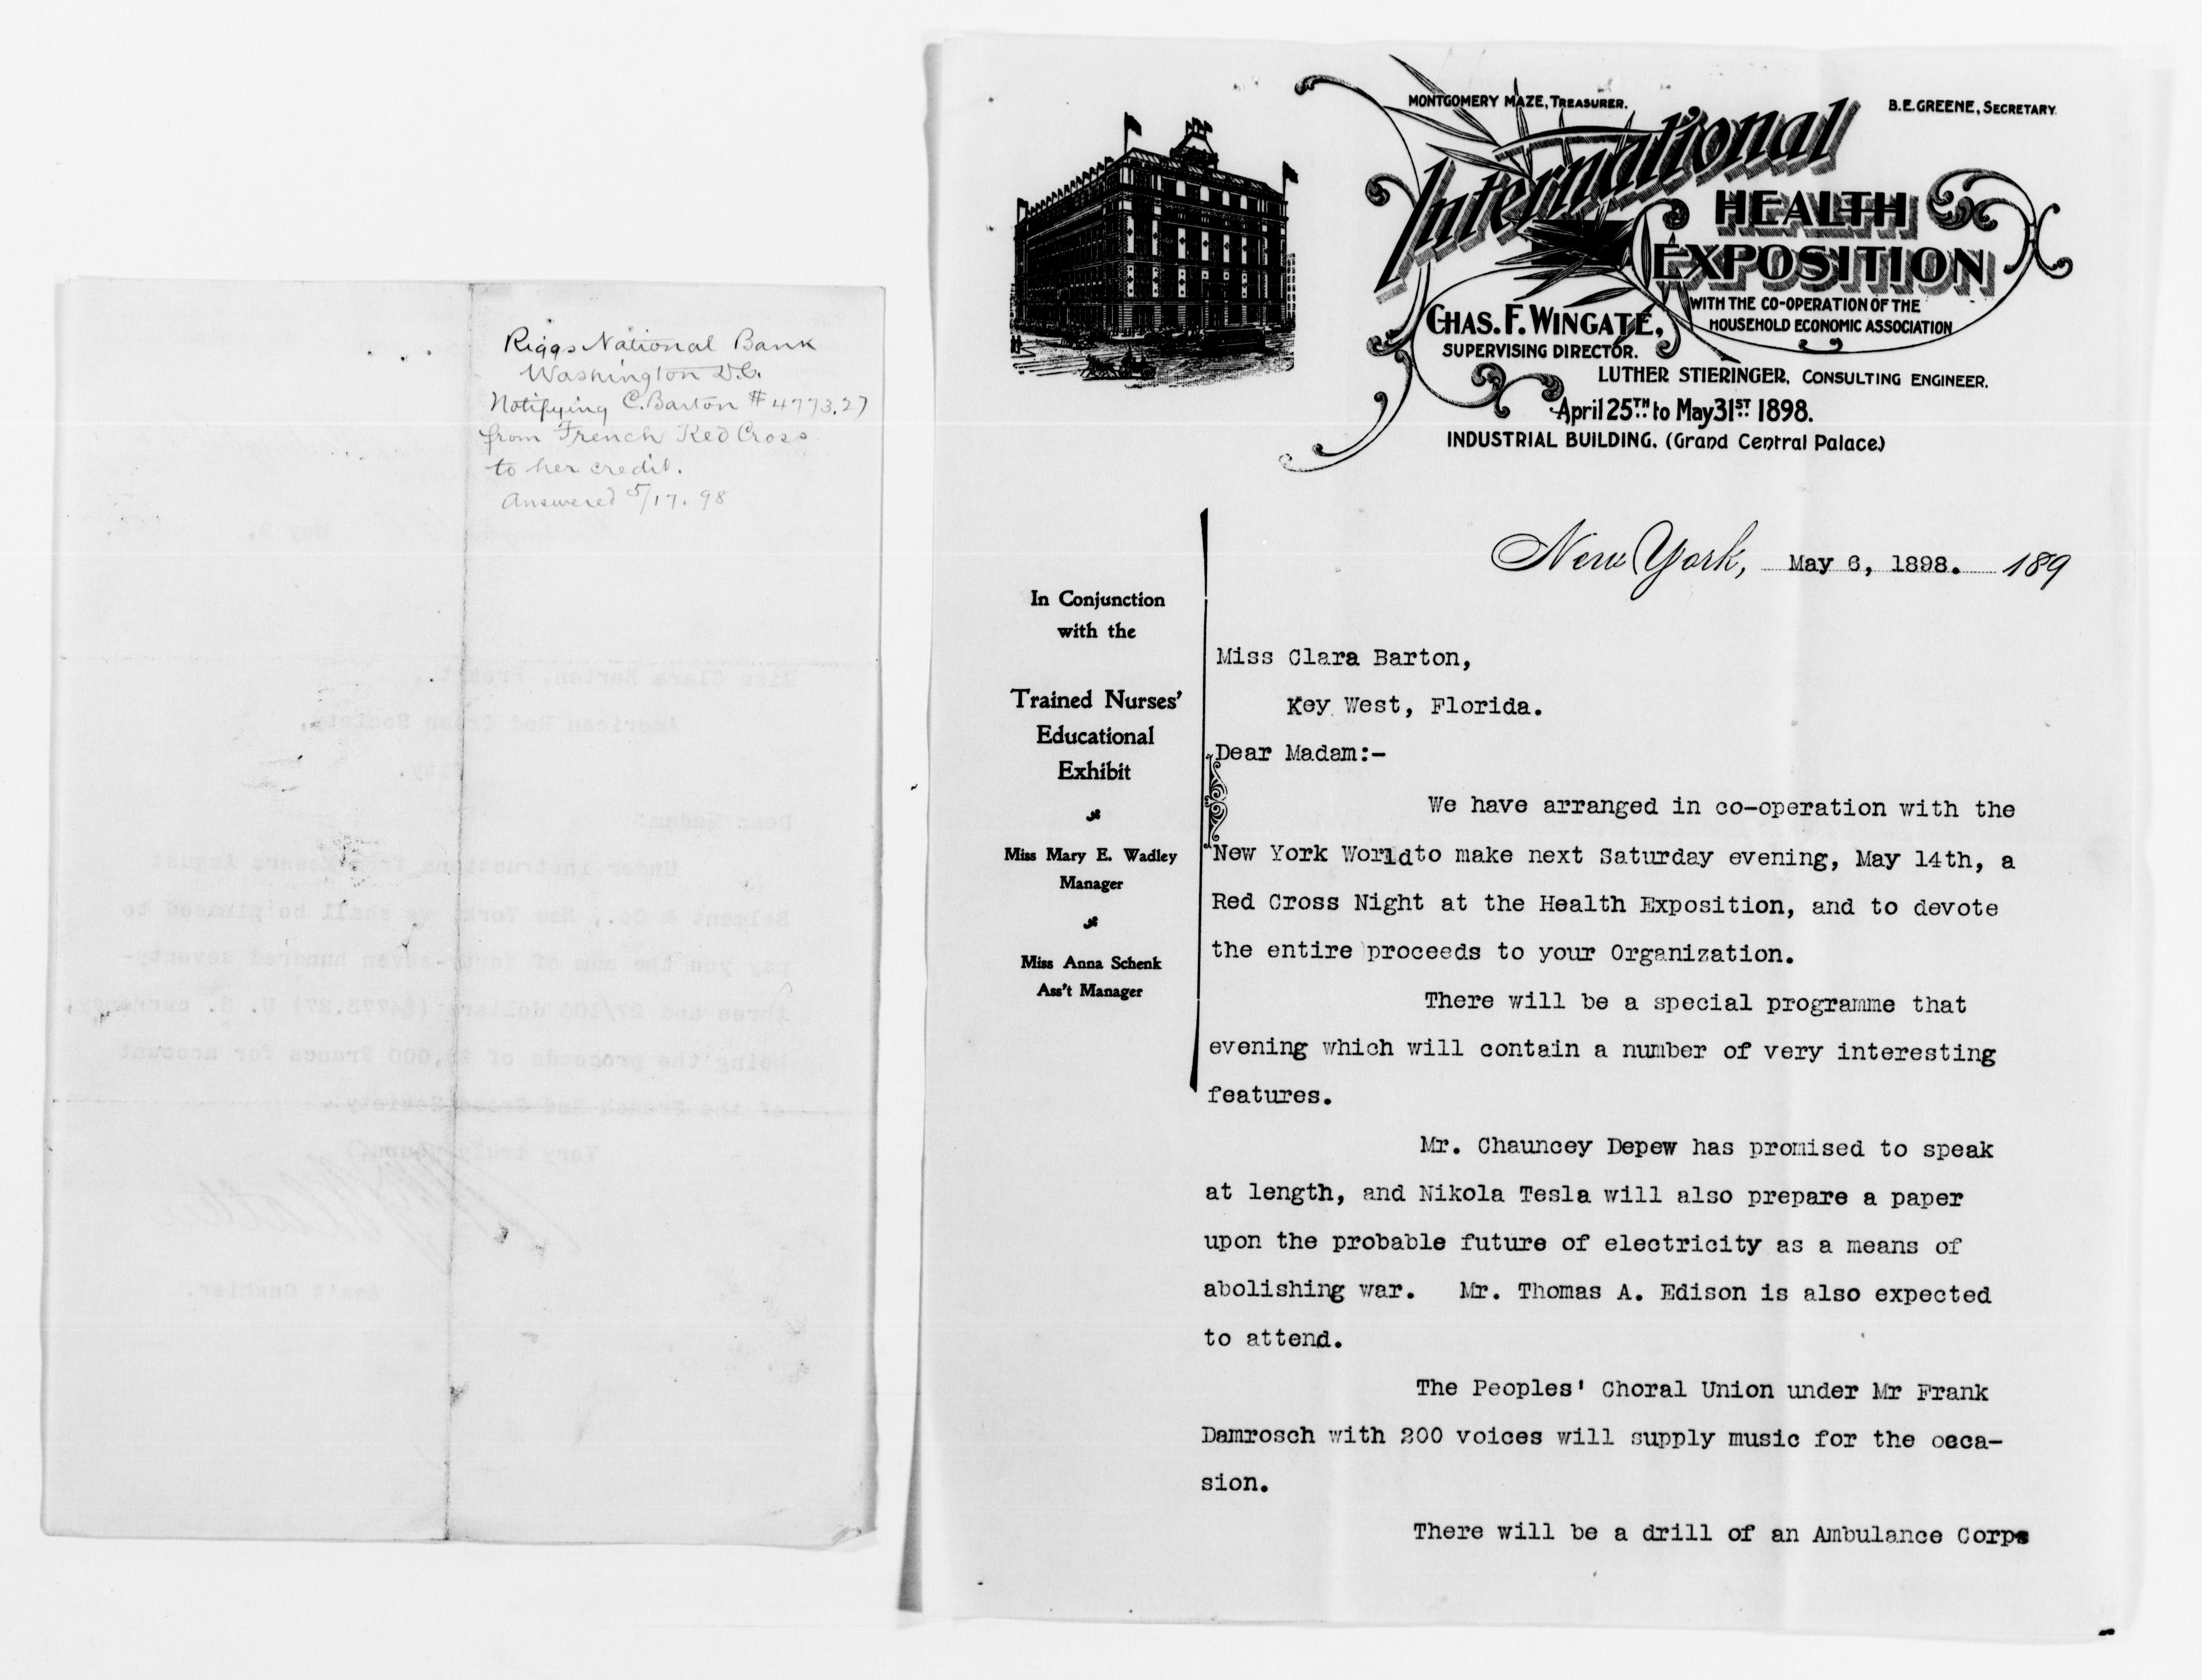 Riggs National Bank
Washington D.C.
Notifying C. Barton #4773.27
from French Red Cross
to her credit.
Answered 5/17.98
MONTGOMERY MAZE, TREASURER.
B.E. GREENE, SECRETARY.
International
HEALTH
EXPOSITION
WITH THE CO-OPERATION OF THE
HOUSEHOLD ECONOMIC ASSOCIATION
CHAS. F. WINGATE,
SUPERVISING DIRECTOR.
LUTHER STIERINGER, CONSULTING ENGINEER.
April 25TH to May 31ST 1898.
INDUSTRIAL BUILDING. (Grand Central Palace)
New York, May 6, 1898. 189
In Conjunction
with the
Trained Nurses'
Educational
Exhibit
Miss Mary E. Wadley
Manager
Miss Anna Schenk
Ass't Manager
Miss Clara Barton,
Key West, Florida.
Dear Madam:-
We have arranged in co-operation with the
New York World to make next Saturday evening, May 14th, a
Red Cross Night at the Health Exposition, and to devote
the entire proceeds to your Organization.
There will be a special programme that
evening which will contain a number of very interesting
features.
Mr. Chauncey Depew has promised to speak
at length, and Nikola Tesla will also prepare a paper
upon the probable future of electricity as a means of
abolishing war. Mr. Thomas A. Edison is also expected
to attend.
The Peoples' Choral Union under Mr Frank
Damrosch with 200 voices will supply music for the occa-
sion.
There will be a drill of an Ambulance Corps